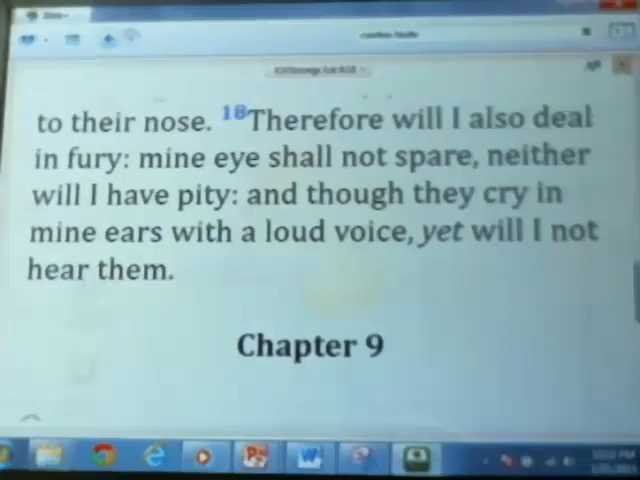 to their nose. 18Therefore will I also deal
in fury: mine eye shall not spare, neither
will I have pity: and though they cry in
mine ears with a loud voice, yet will I not
hear them.
Chapter 9